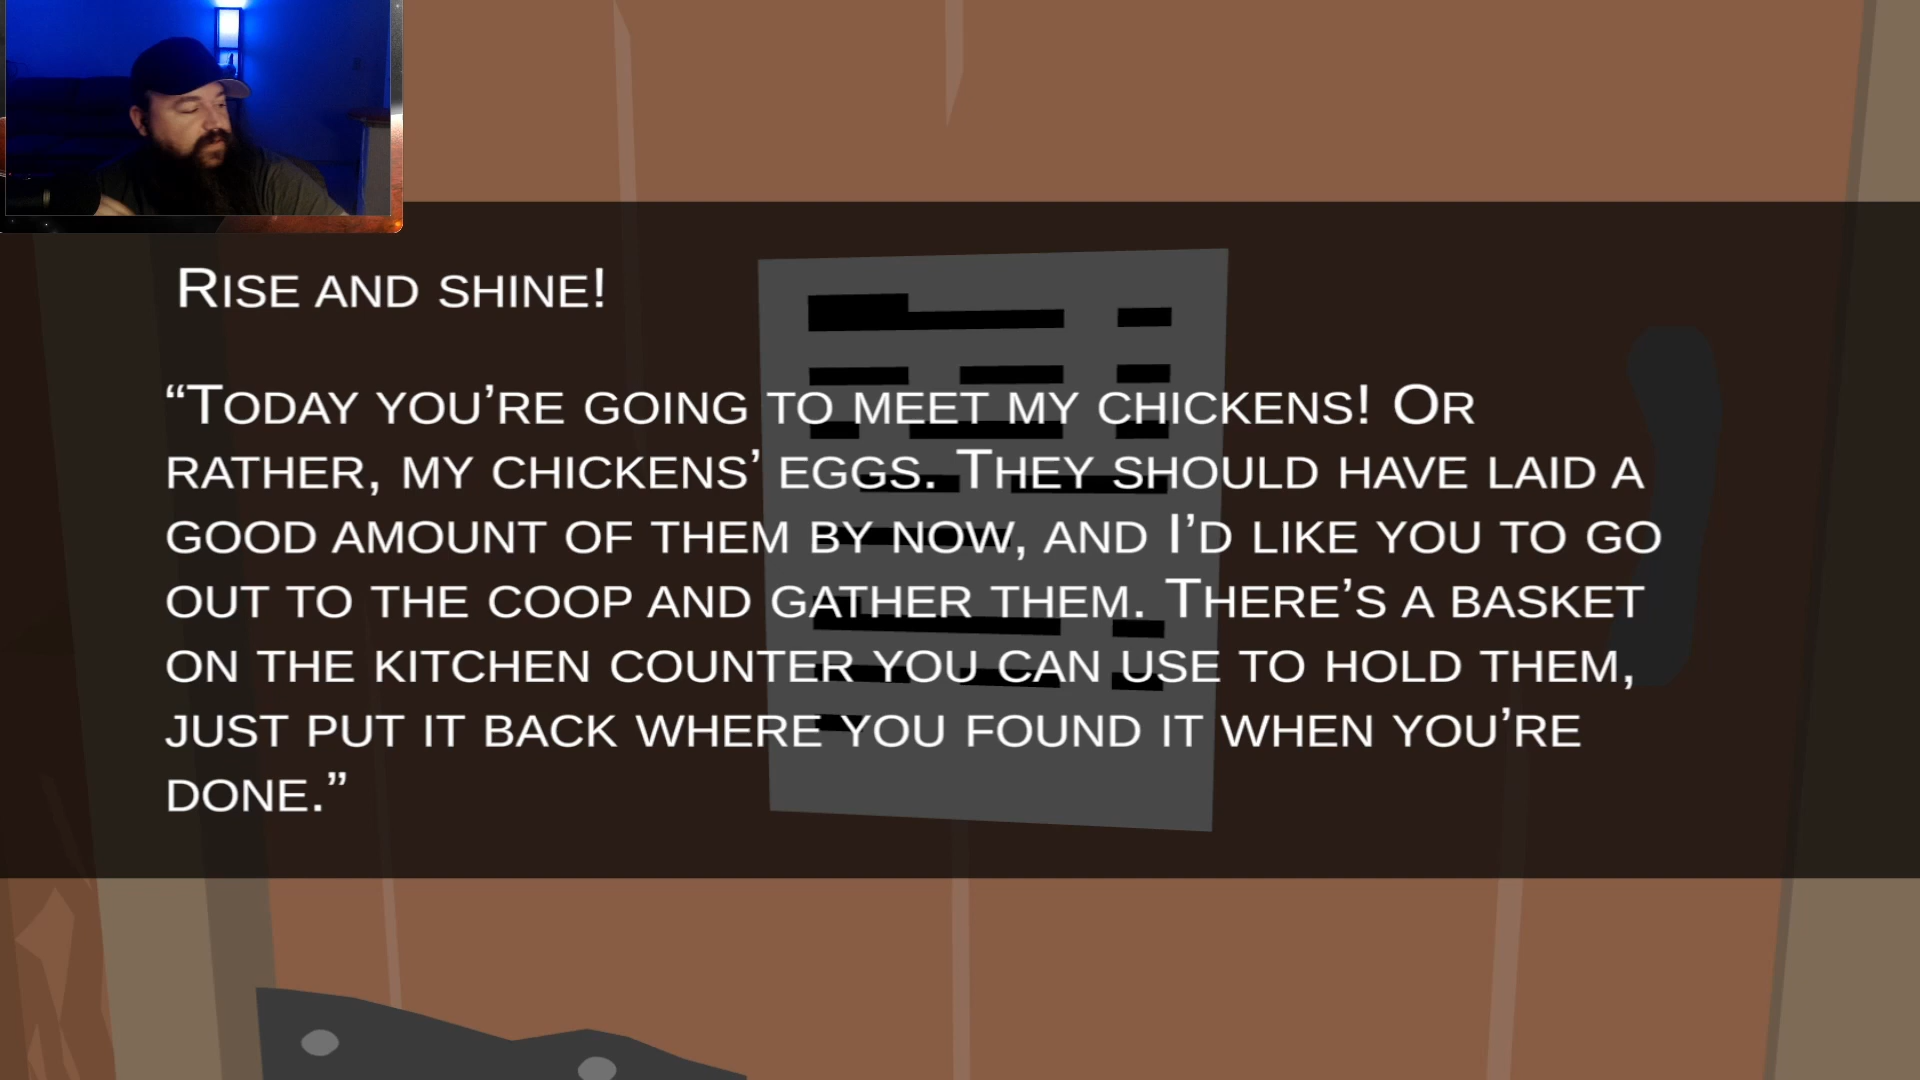 Rise and shine!
“Today you’re going to meet my chickens! Or
rather, my chickens’ eggs. They should have laid a
good amount of them by now, and I’d like you to go
out to the coop and gather them. There’s a basket
on the kitchen counter you can use to hold them,
just put it back where you found it when you’re
done.”